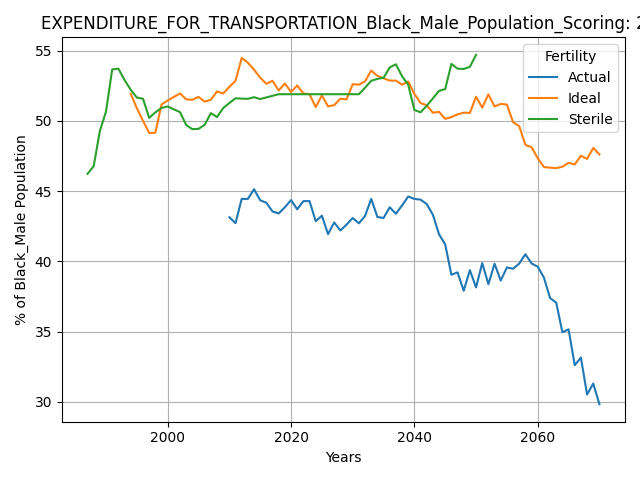 EXPENDITURE_FOR_TRANSPORTATION_Black_Male_Population_Scoring: 2
Fertility
Actual
Ideal
Sterile
% of Black_Male Population
55
50
45
40
35
30
2000 2020 2040 2060
Years